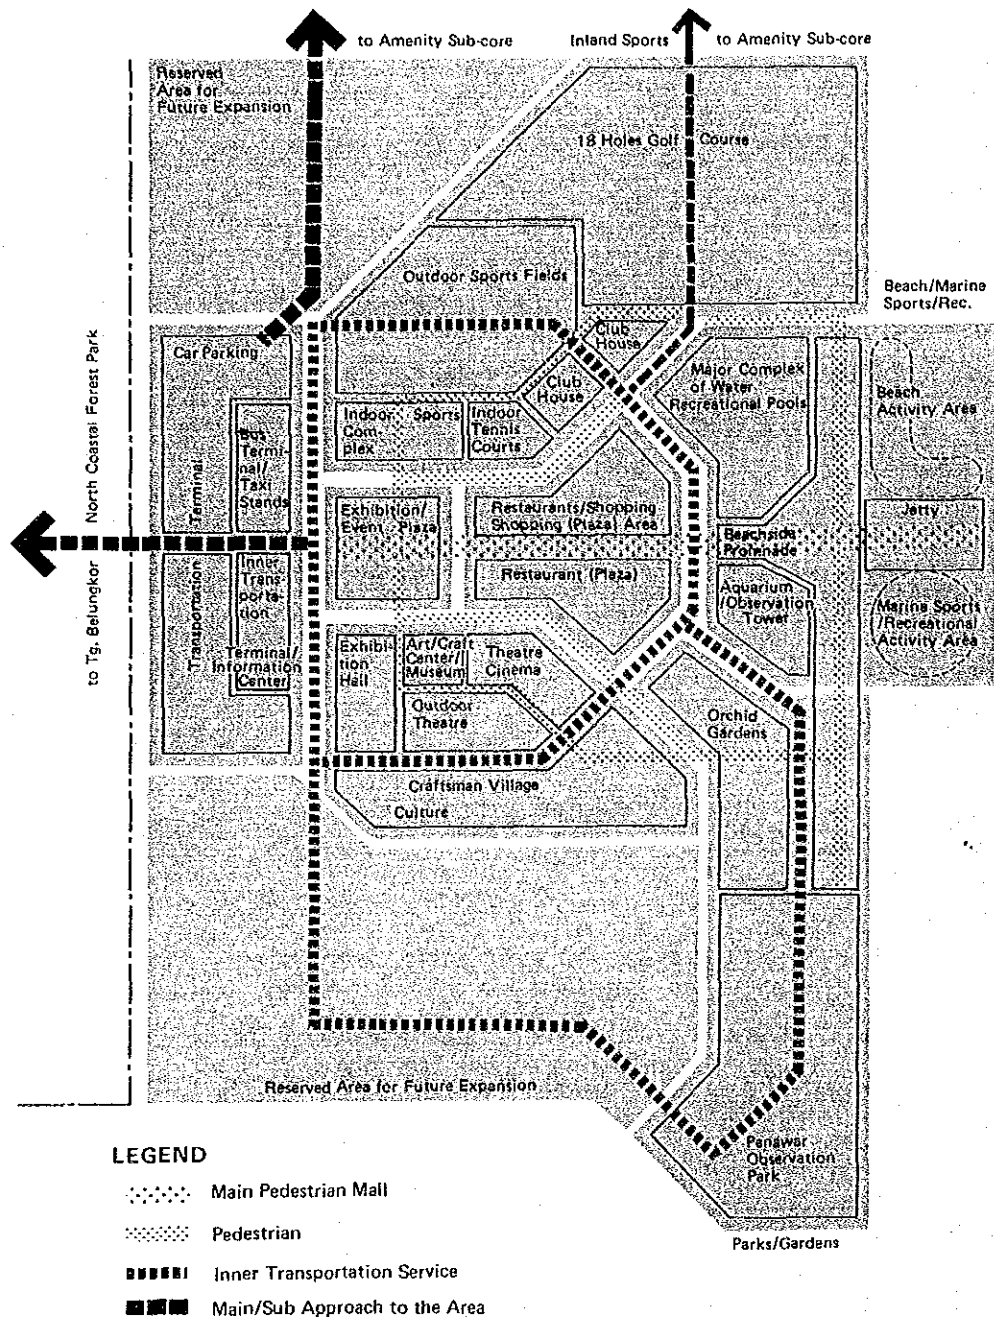 to Amenity Sub-core
Inland Sports
to Amenity Sub-core
Reserved
Area for
Future Expansion
18 Holes Golf Course
Outdoor Sports Fields
Beach/Marine
Sports/Rec.
Club
House
Car Parking
Club
House
Major Complex
of Water
Recreational Pools
Beach
Activity Area
Indoor Sports
Com-
plex
Indoor
Tennis
Courts
Bus
Termi-
nal/
Taxi
Stands
North Coastal Forest Park
to Tg. Belungkor
Terminal
Transportation
Exhibition/
Event Plaza
Restaurants/Shopping
Shopping (Plaza) Area
Jetty
Beachside
Promenade
Inner
Trans-
porta-
tion
Terminal/
Information
Center
Restaurant (Plaza)
Aquarium
/Observation
Tower
Marine Sports
/Recreational
Activity Area
Exhibi-
tion
Hall
Art/Craft
Center/
Museum
Theatre
Cinema
Outdoor
Theatre
Orchid
Gardens
Craftsman Village
Culture
Reserved Area for Future Expansion
Penawar
Observation
Park
Parks/Gardens
LEGEND
Main Pedestrian Mall
Pedestrian
Inner Transportation Service
Main/Sub Approach to the Area